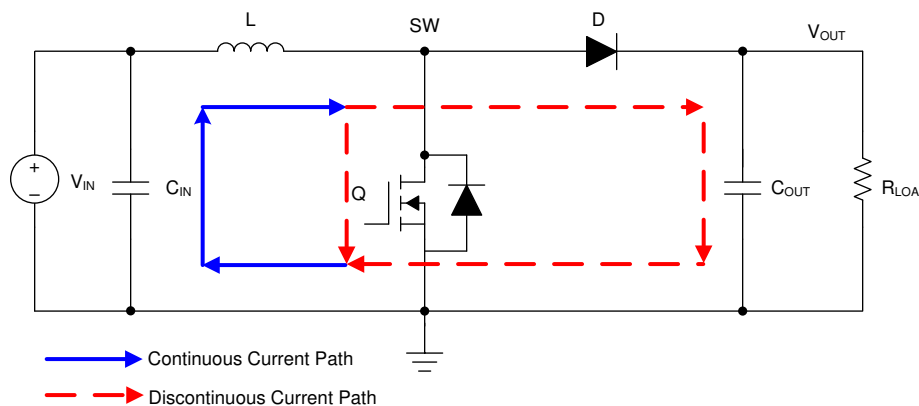 L
SW
D
VOUT
+
−
VIN
CIN
Q
COUT
RLOA
Continuous Current Path
Discontinuous Current Path